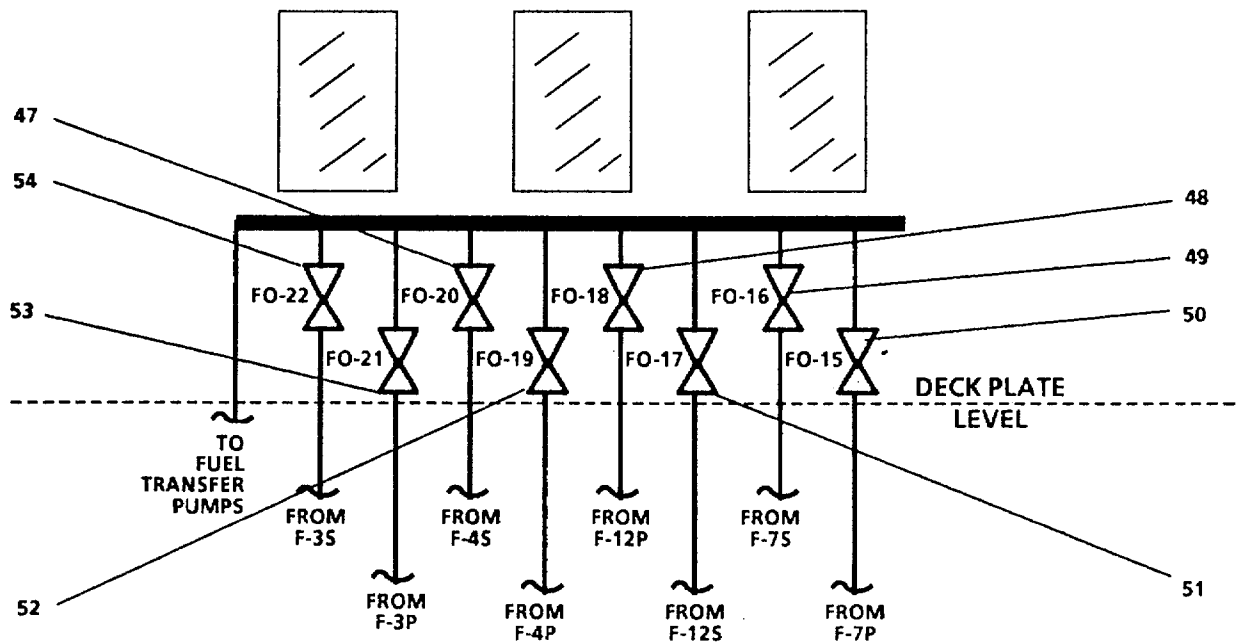 47
54
48
49
FO-22
FO-20
FO-18
FO-16
53
50
FO-21
FO-19
FO-17
FO-15
DECK PLATE
LEVEL
TO
FUEL
TRANSFER
PUMPS
FROM
F-3S
FROM
F-4S
FROM
F-12P
FROM
F-7S
52
FROM
F-3P
FROM
F-4P
FROM
F-12S
FROM
F-7P
51